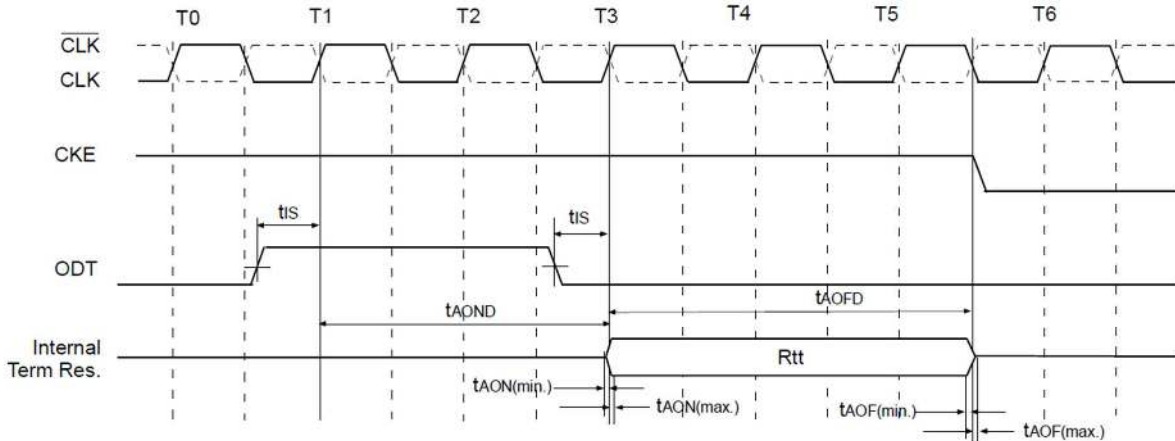 T0 T1 T2 T3 T4 T5 T6
CLK
CLK
CKE
tIS tIS
ODT
tAOND tAOFD
Internal
Term Res.
Rtt
tAON(min.) tAON(max.) tAOF(min.) tAOF(max.)